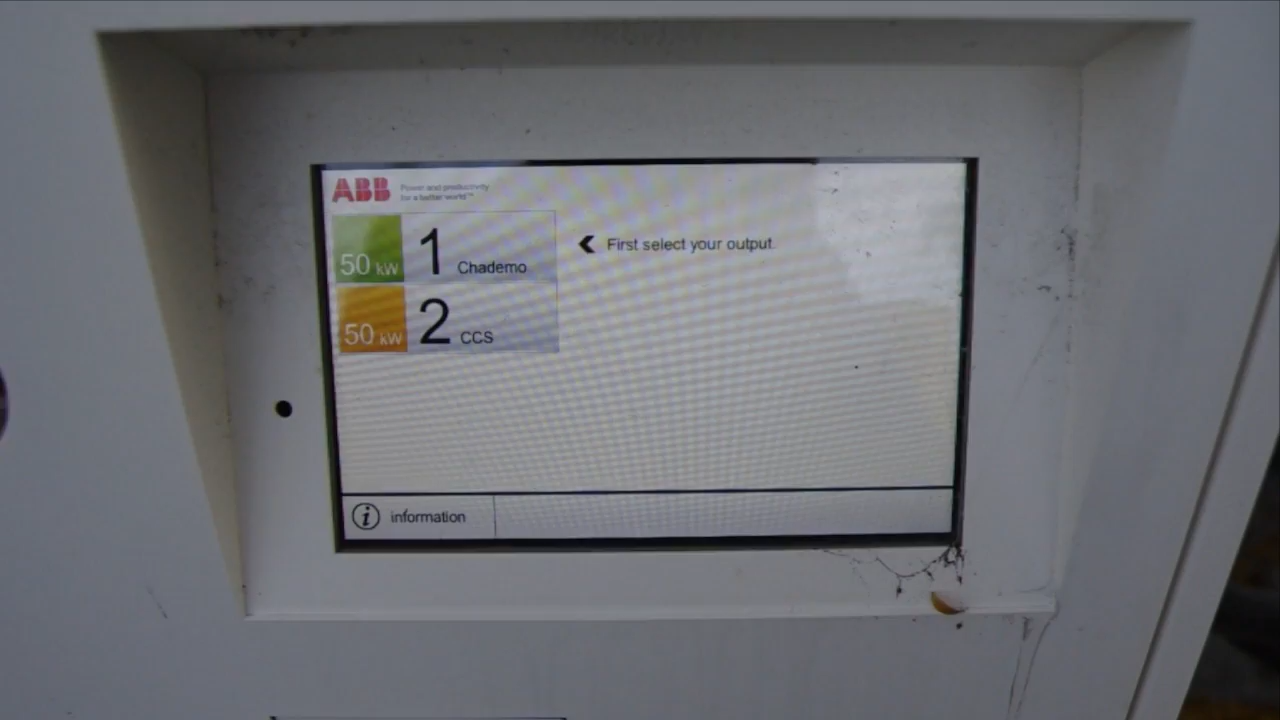 ABB
Power and productivity
for a better world™
50 kW 1 Chademo
First select your output.
50 kW 2 CCS
i information